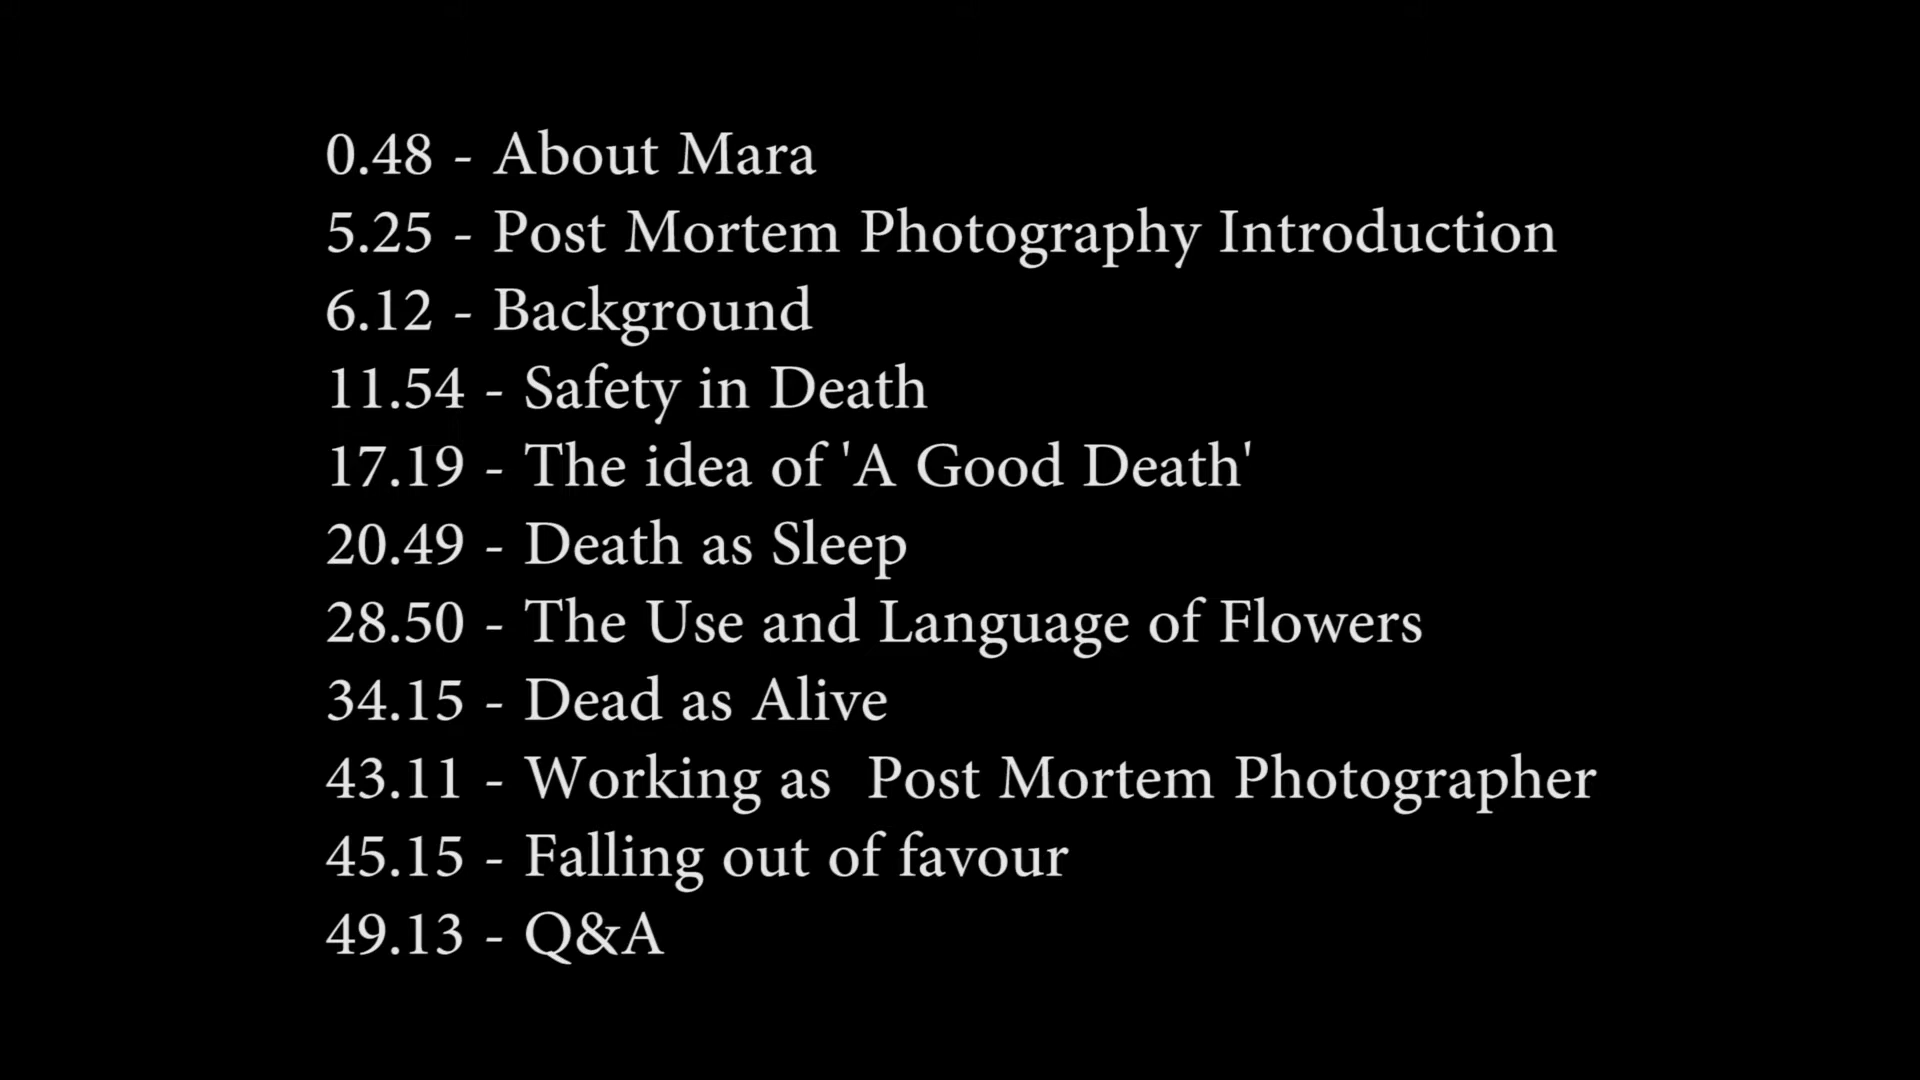 0.48 - About Mara
5.25 - Post Mortem Photography Introduction
6.12 - Background
11.54 - Safety in Death
17.19 - The idea of 'A Good Death'
20.49 - Death as Sleep
28.50 - The Use and Language of Flowers
34.15 - Dead as Alive
43.11 - Working as  Post Mortem Photographer
45.15 - Falling out of favour
49.13 - Q&A